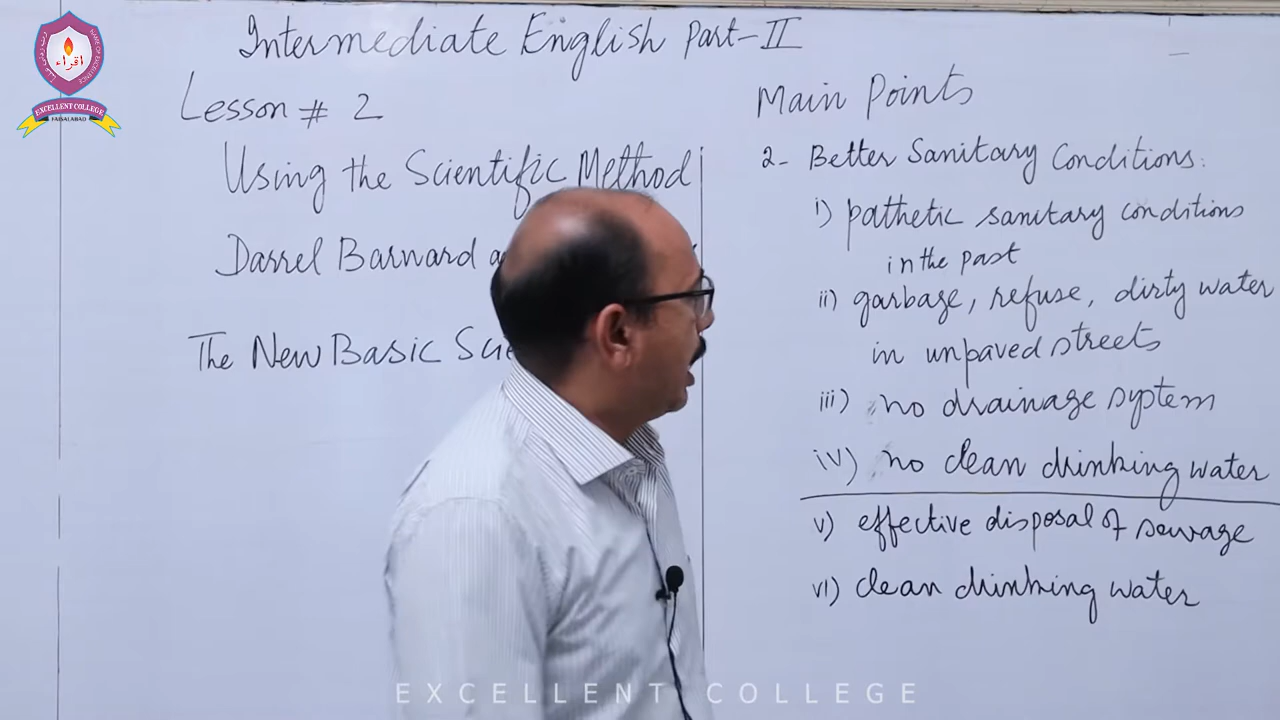 Intermediate English Part-II
Lesson # 2
Using the Scientific Method
Darrel Barnard
The New Basic
Main Points
2- Better Sanitary Conditions:
i) pathetic sanitary conditions
in the past
ii) garbage, refuse, dirty water
in unpaved streets
iii) no drainage system
iv) no clean drinking water
v) effective disposal of sewage
vi) clean drinking water
اقراء
EXCELLENT COLLEGE
FAISALABAD
EXCELLENT COLLEGE